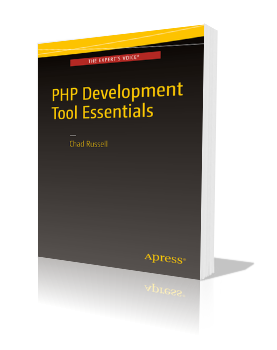 THE EXPERT'S VOICE®
PHP Development
Tool Essentials
Chad Russell
Apress®